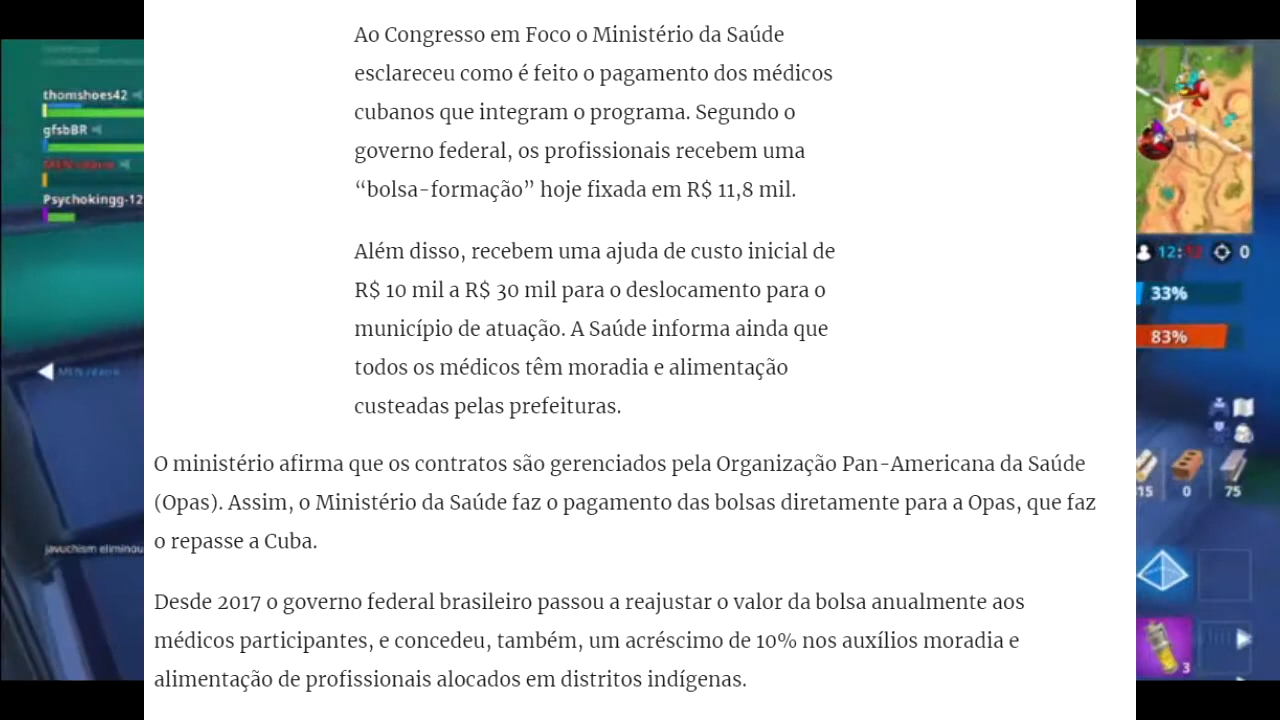 Ao Congresso em Foco o Ministério da Saúde
esclareceu como é feito o pagamento dos médicos
cubanos que integram o programa. Segundo o
governo federal, os profissionais recebem uma
“bolsa-formação” hoje fixada em R$ 11,8 mil.
Além disso, recebem uma ajuda de custo inicial de
R$ 10 mil a R$ 30 mil para o deslocamento para o
município de atuação. A Saúde informa ainda que
todos os médicos têm moradia e alimentação
custeadas pelas prefeituras.
O ministério afirma que os contratos são gerenciados pela Organização Pan-Americana da Saúde
(Opas). Assim, o Ministério da Saúde faz o pagamento das bolsas diretamente para a Opas, que faz
o repasse a Cuba.
Desde 2017 o governo federal brasileiro passou a reajustar o valor da bolsa anualmente aos
médicos participantes, e concedeu, também, um acréscimo de 10% nos auxílios moradia e
alimentação de profissionais alocados em distritos indígenas.
thomshoes42
gfsbBR
Psychokingg-12
javuchism eliminou
0
33%
83%
15 0 75
3